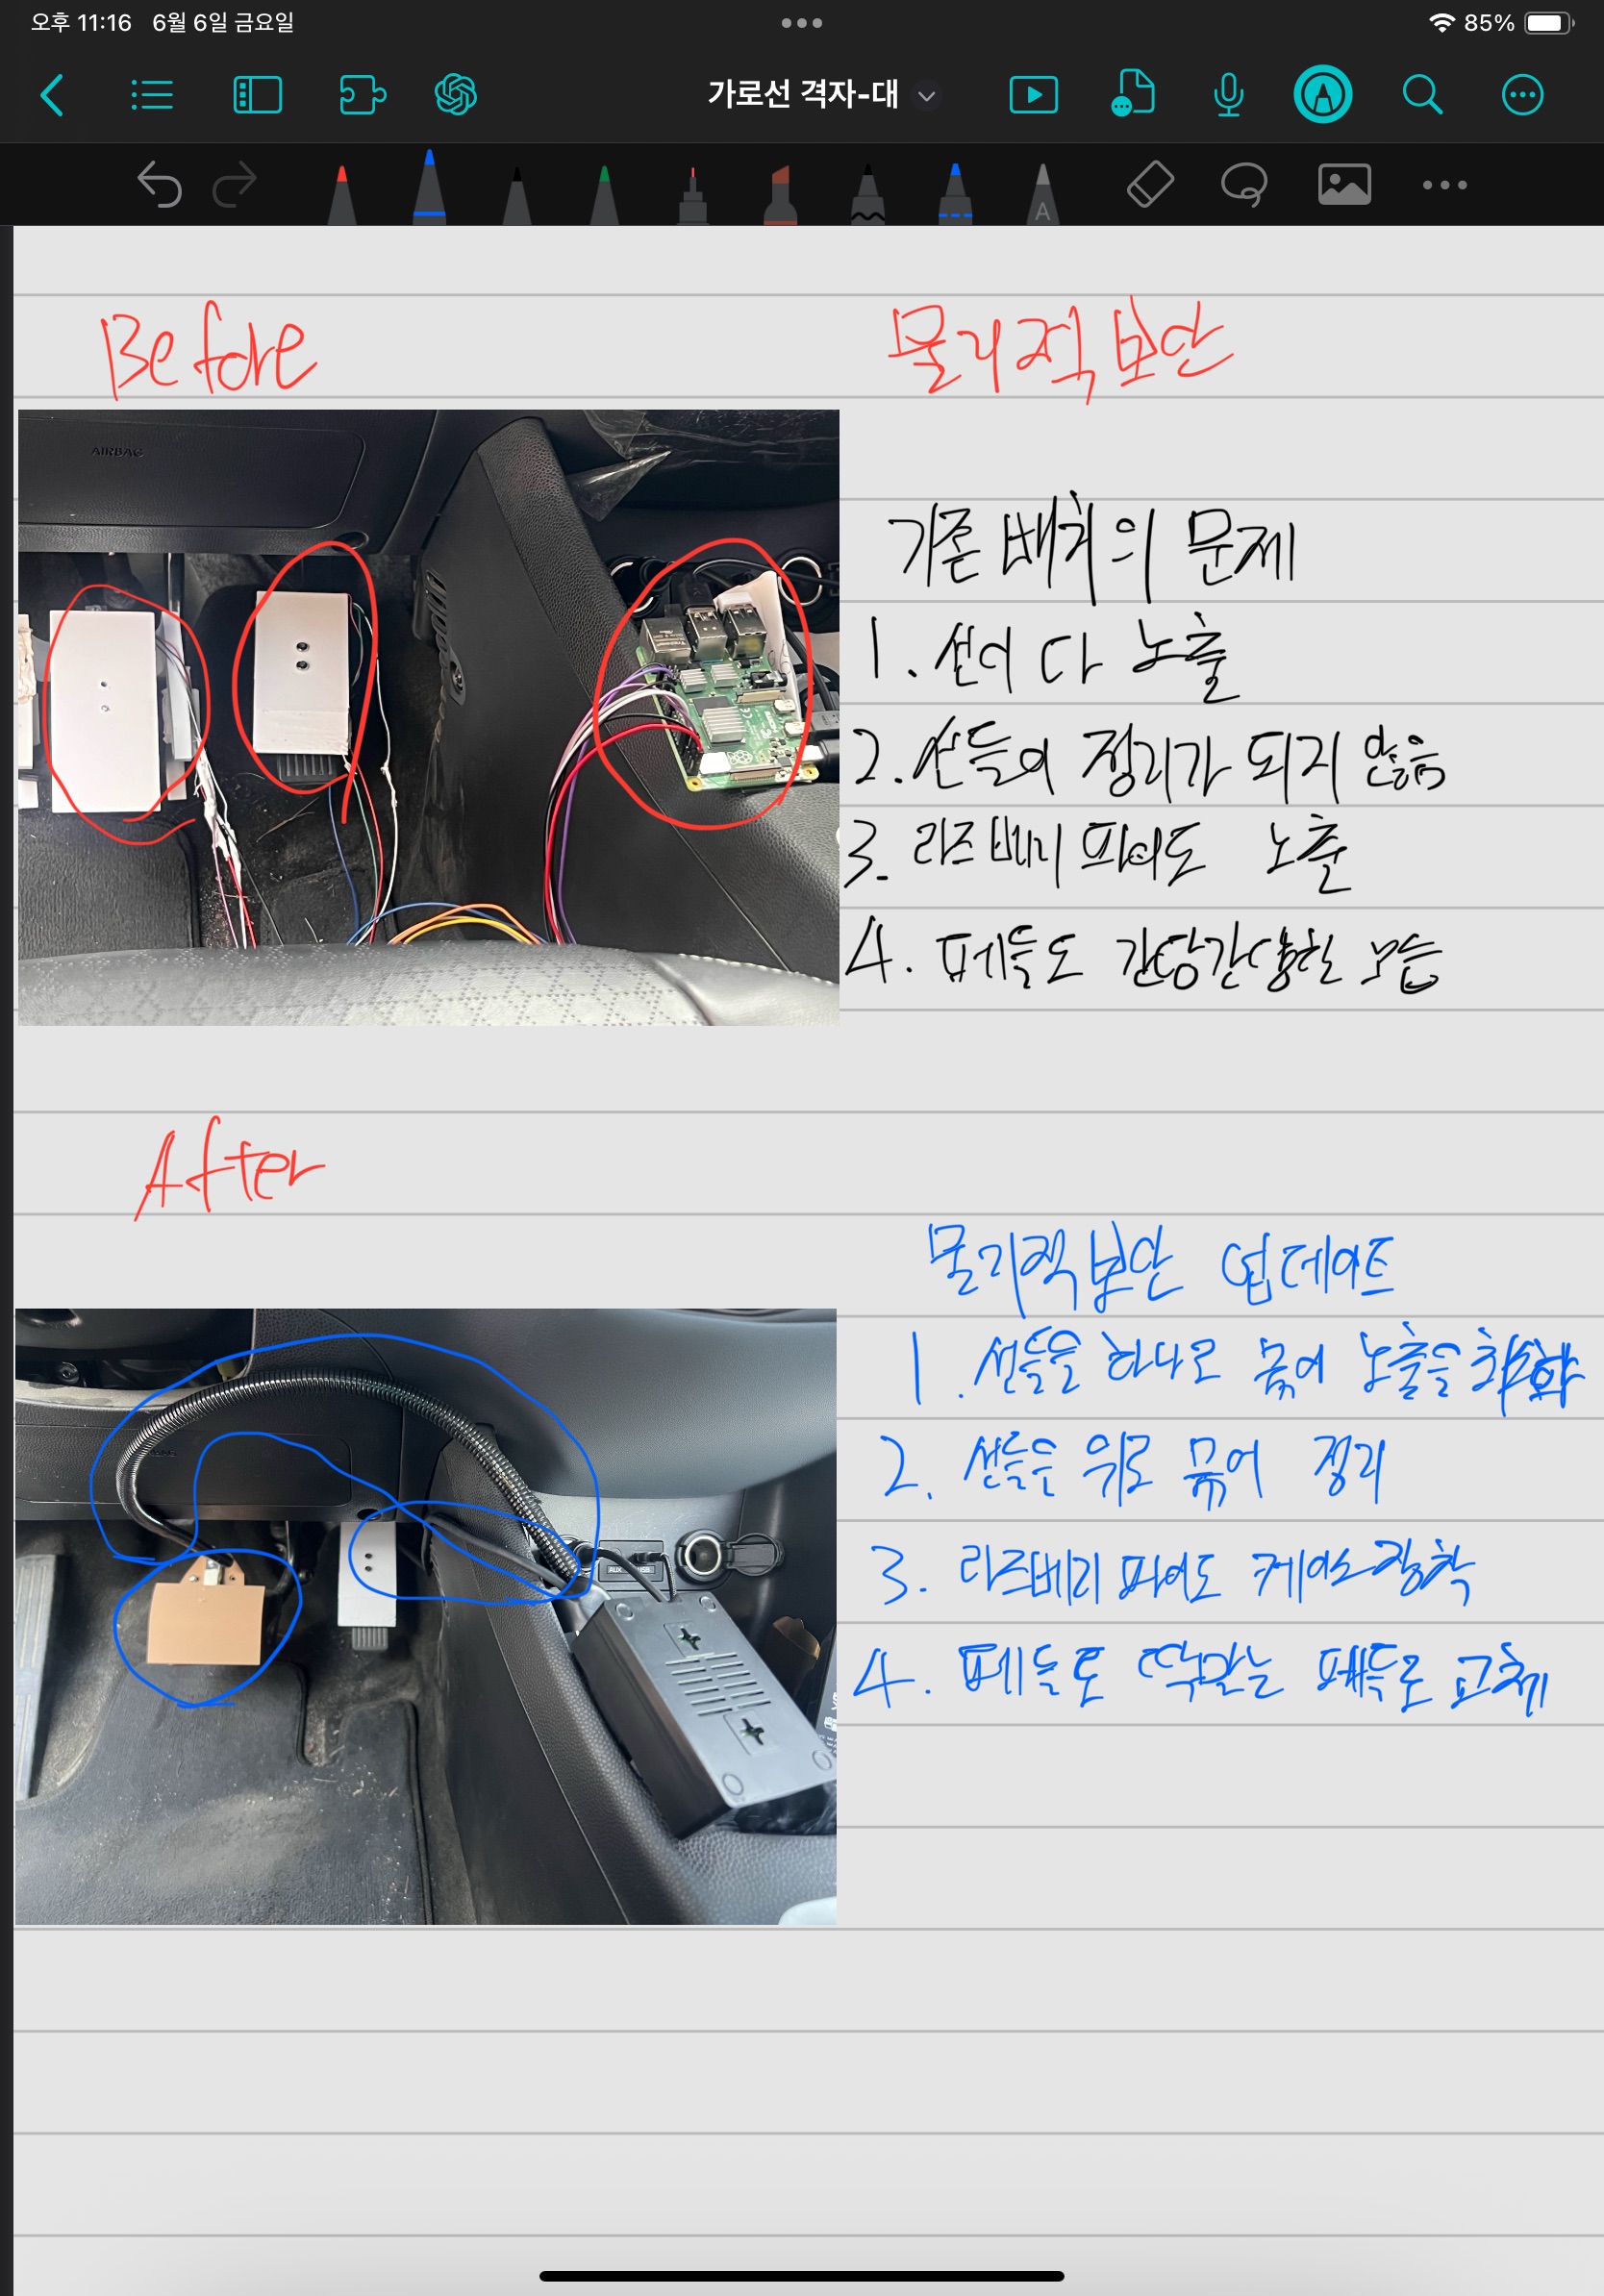 오후 11:16 6월 6일 금요일
85%
가로선 격자-대
A
Before
물리적 보안
AIRBAG
기존 배치의 문제
1. 선이 다 노출
2. 선들의 정리가 되지 않음
3. 라즈베리 파이도 노출
4. 페들도 간당간당한 모습
After
물리적 보안 업데이트
1. 선들을 하나로 묶어 노출을 최소화
2. 선들을 위로 묶어 정리
3. 라즈베리 파이도 케이스 장착
4. 페들도 딱맞는 페들로 교체
AUX